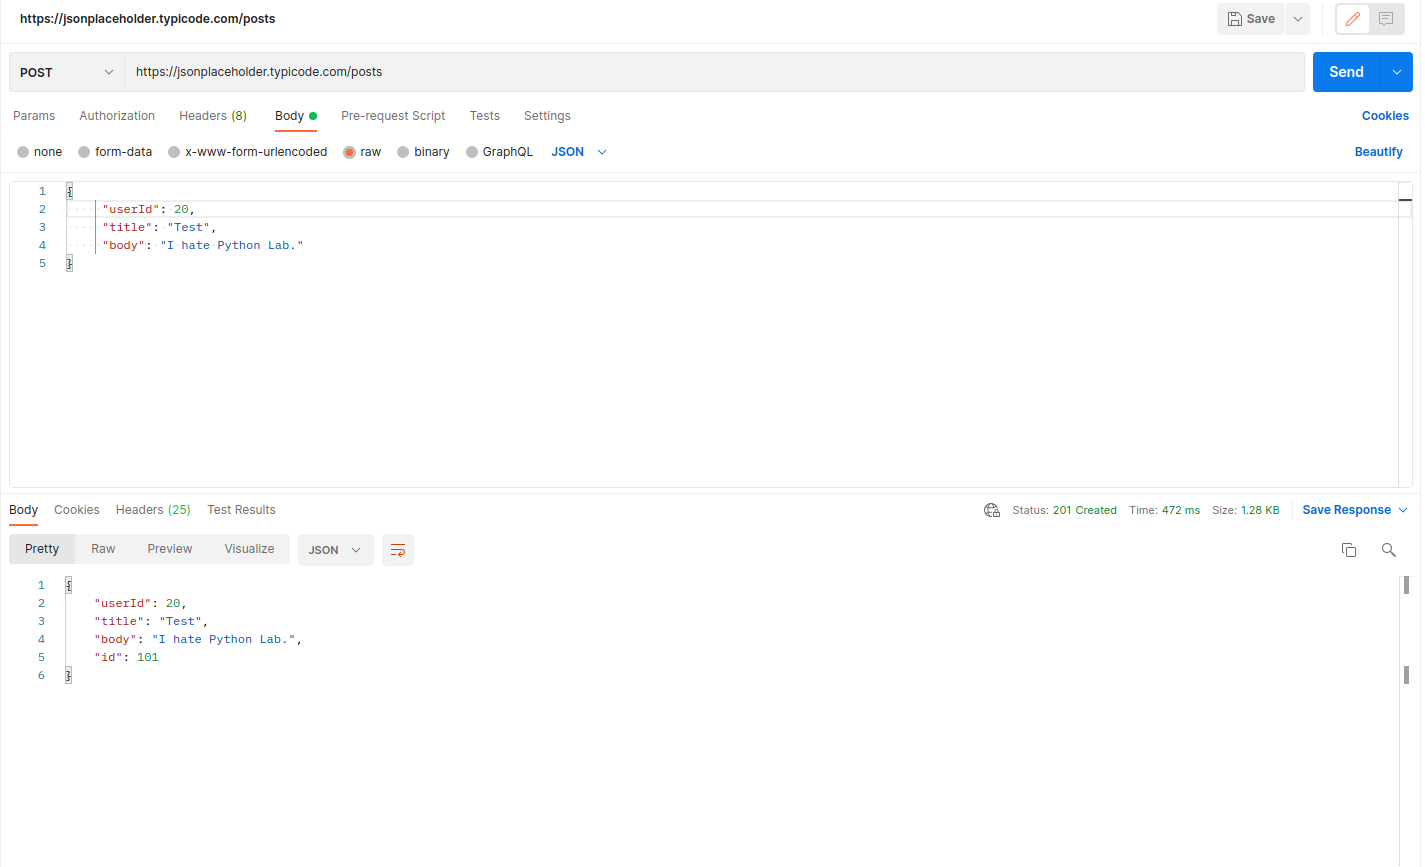 https://jsonplaceholder.typicode.com/posts
Save
POST https://jsonplaceholder.typicode.com/posts Send
Params Authorization Headers (8) Body Pre-request Script Tests Settings Cookies
none form-data x-www-form-urlencoded raw binary GraphQL JSON Beautify
1 {
2 "userId": 20,
3 "title": "Test",
4 "body": "I hate Python Lab."
5 }
Body Cookies Headers (25) Test Results Status: 201 Created Time: 472 ms Size: 1.28 KB Save Response
Pretty Raw Preview Visualize JSON
1 {
2 "userId": 20,
3 "title": "Test",
4 "body": "I hate Python Lab.",
5 "id": 101
6 }